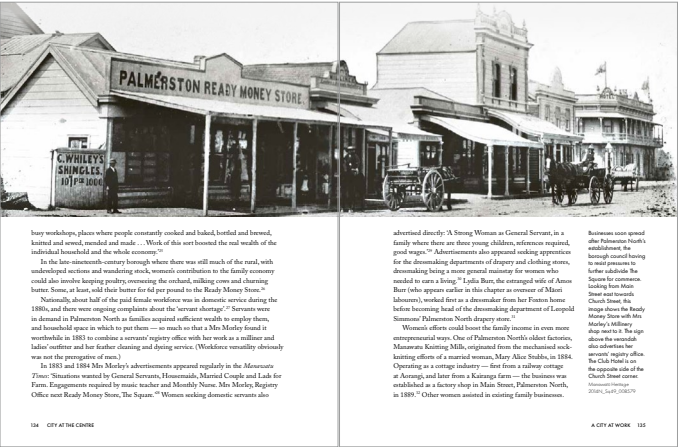 PALMERSTON READY MONEY STORE.
C. WHILEY'S
SHINGLES.
1000
busy workshops, places where people constantly cooked and baked, bottled and brewed,
knitted and sewed, mended and made . . . Work of this sort boosted the real wealth of the
individual household and the whole economy.'²⁵
In the late-nineteenth-century borough where there was still much of the rural, with
undeveloped sections and wandering stock, women's contribution to the family economy
could also involve keeping poultry, overseeing the orchard, milking cows and churning
butter. Some, at least, sold their butter for 6d per pound to the Ready Money Store.²⁶
Nationally, about half of the paid female workforce was in domestic service during the
1880s, and there were ongoing complaints about the 'servant shortage'.²⁷ Servants were
in demand in Palmerston North as families acquired sufficient wealth to employ them,
and household space in which to put them — so much so that a Mrs Morley found it
worthwhile in 1883 to combine a servants' registry office with her work as a milliner and
ladies' outfitter and her feather cleaning and dyeing service. (Workforce versatility obviously
was not the prerogative of men.)
In 1883 and 1884 Mrs Morley's advertisements appeared regularly in the Manawatu
Times: 'Situations wanted by General Servants, Housemaids, Married Couple and Lads for
Farm. Engagements required by music teacher and Monthly Nurse. Mrs Morley, Registry
Office next Ready Money Store, The Square.'²⁸ Women seeking domestic servants also
134 CITY AT THE CENTRE
advertised directly: 'A Strong Woman as General Servant, in a
family where there are three young children, references required,
good wages.'²⁹ Advertisements also appeared seeking apprentices
for the dressmaking departments of drapery and clothing stores,
dressmaking being a more general mainstay for women who
needed to earn a living.³⁰ Lydia Burr, the estranged wife of Amos
Burr (who appears earlier in this chapter as overseer of Māori
labourers), worked first as a dressmaker from her Foxton home
before becoming head of the dressmaking department of Leopold
Simmons' Palmerston North drapery store.³¹
Women's efforts could boost the family income in even more
entrepreneurial ways. One of Palmerston North's oldest factories,
Manawatu Knitting Mills, originated from the mechanised sock-
knitting efforts of a married woman, Mary Alice Stubbs, in 1884.
Operating as a cottage industry — first from a railway cottage
at Aorangi, and later from a Kairanga farm — the business was
established as a factory shop in Main Street, Palmerston North,
in 1889.³² Other women assisted in existing family businesses.
Businesses soon spread
after Palmerston North's
establishment, the
borough council having
to resist pressures to
further subdivide The
Square for commerce.
Looking from Main
Street east towards
Church Street, this
image shows the Ready
Money Store with Mrs
Morley's Millinery
shop next to it. The sign
above the verandah
also advertises her
servants' registry office.
The Club Hotel is on
the opposite side of the
Church Street corner.
Manawatū Heritage
A CITY AT WORK 135